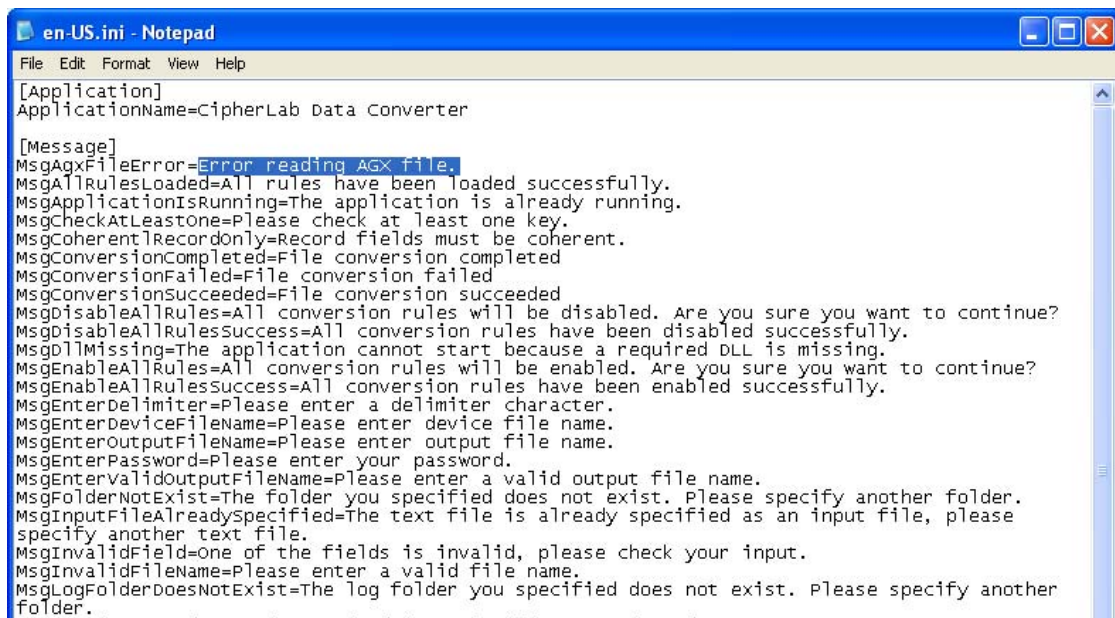 en-US.ini - Notepad
File Edit Format View Help
[Application]
ApplicationName=CipherLab Data Converter
[Message]
MsgAgxFileError=Error reading AGX file.
MsgAllRulesLoaded=All rules have been loaded successfully.
MsgApplicationIsRunning=The application is already running.
MsgCheckAtLeastOne=Please check at least one key.
MsgCoherentlRecordOnly=Record fields must be coherent.
MsgConversionCompleted=File conversion completed
MsgConversionFailed=File conversion failed
MsgConversionSucceeded=File conversion succeeded
MsgDisableAllRules=All conversion rules will be disabled. Are you sure you want to continue?
MsgDisableAllRulesSuccess=All conversion rules have been disabled successfully.
MsgDllMissing=The application cannot start because a required DLL is missing.
MsgEnableAllRules=All conversion rules will be enabled. Are you sure you want to continue?
MsgEnableAllRulesSuccess=All conversion rules have been enabled successfully.
MsgEnterDelimiter=Please enter a delimiter character.
MsgEnterDeviceFileName=Please enter device file name.
MsgEnterOutputFileName=Please enter output file name.
MsgEnterPassword=Please enter your password.
MsgEnterValidOutputFileName=Please enter a valid output file name.
MsgFolderNotExist=The folder you specified does not exist. Please specify another folder.
MsgInputFileAlreadySpecified=The text file is already specified as an input file, please
specify another text file.
MsgInvalidField=One of the fields is invalid, please check your input.
MsgInvalidFileName=Please enter a valid file name.
MsgLogFolderDoesNotExist=The log folder you specified does not exist. Please specify another
folder.